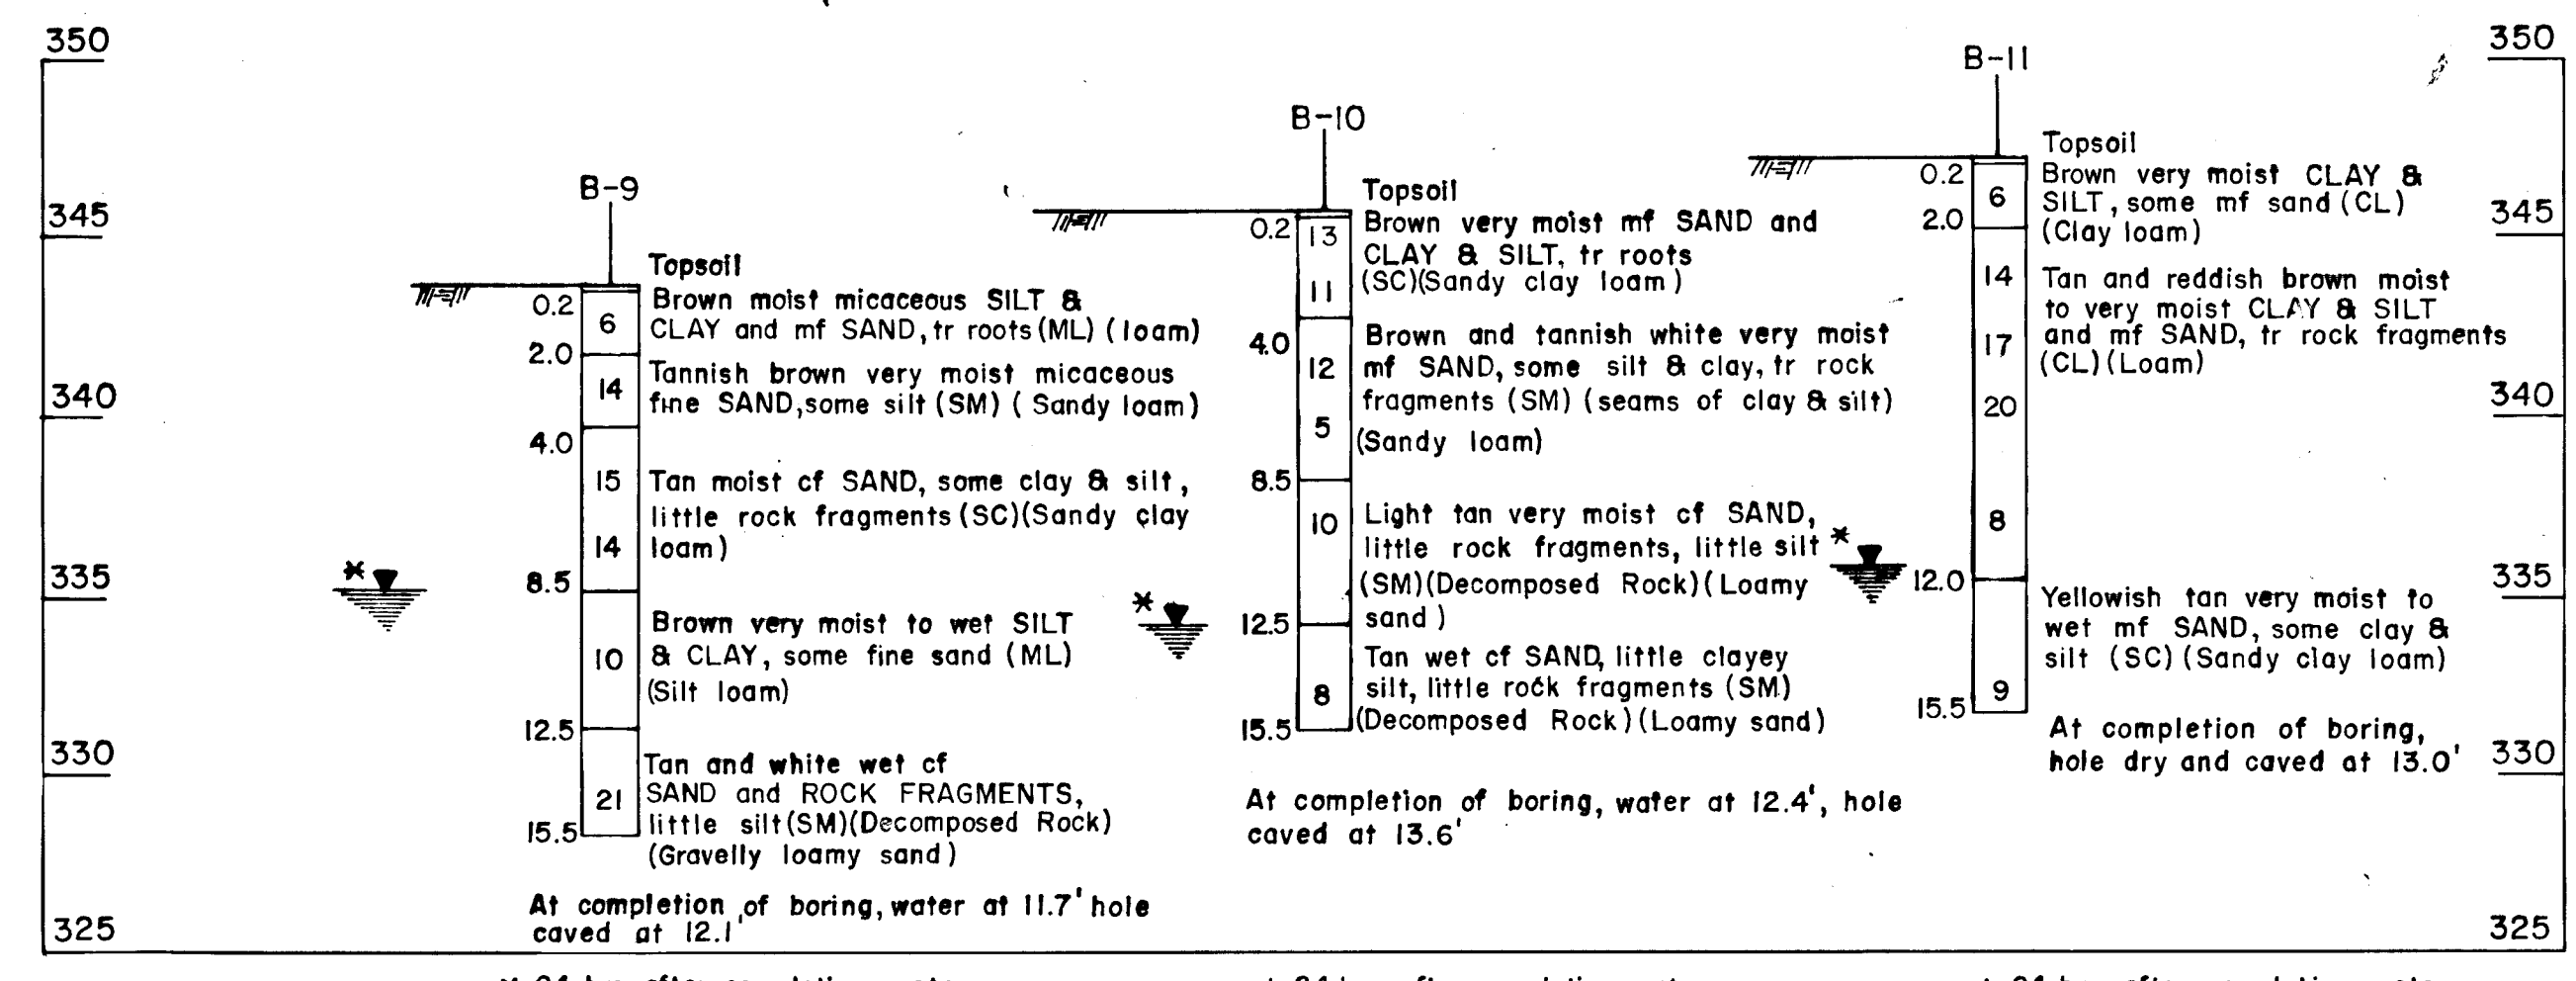 350
345
340
335
330
325
B-9
Topsoil
0.2
6
Brown moist micaceous SILT &
CLAY and mf SAND, tr roots (ML) (loam)
2.0
14
Tannish brown very moist micaceous
fine SAND, some silt (SM) (Sandy loam)
4.0
15
Tan moist cf SAND, some clay & silt,
little rock fragments (SC)(Sandy clay
14
loam)
*
8.5
Brown very moist to wet SILT
10
& CLAY, some fine sand (ML)
(Silt loam)
12.5
Tan and white wet cf
21
SAND and ROCK FRAGMENTS,
little silt (SM)(Decomposed Rock)
15.5
(Gravelly loamy sand)
At completion of boring, water at 11.7' hole
caved at 12.1'
B-10
Topsoil
0.2
13
Brown very moist mf SAND and
CLAY & SILT, tr roots
11
(SC)(Sandy clay loam)
4.0
Brown and tannish white very moist
12
mf SAND, some silt & clay, tr rock
fragments (SM) (seams of clay & silt)
5
(Sandy loam)
8.5
10
Light tan very moist cf SAND,
little rock fragments, little silt
(SM)(Decomposed Rock)(Loamy
sand)
*
12.5
Tan wet cf SAND, little clayey
8
silt, little rock fragments (SM)
(Decomposed Rock)(Loamy sand)
15.5
At completion of boring, water at 12.4', hole
caved at 13.6'
B-11
Topsoil
0.2
6
Brown very moist CLAY &
SILT, some mf sand (CL)
2.0
(Clay loam)
14
Tan and reddish brown moist
to very moist CLAY & SILT
17
and mf SAND, tr rock fragments
(CL)(Loam)
20
8
*
12.0
Yellowish tan very moist to
wet mf SAND, some clay &
silt (SC) (Sandy clay loam)
9
15.5
At completion of boring,
hole dry and caved at 13.0'
350
345
340
335
330
325